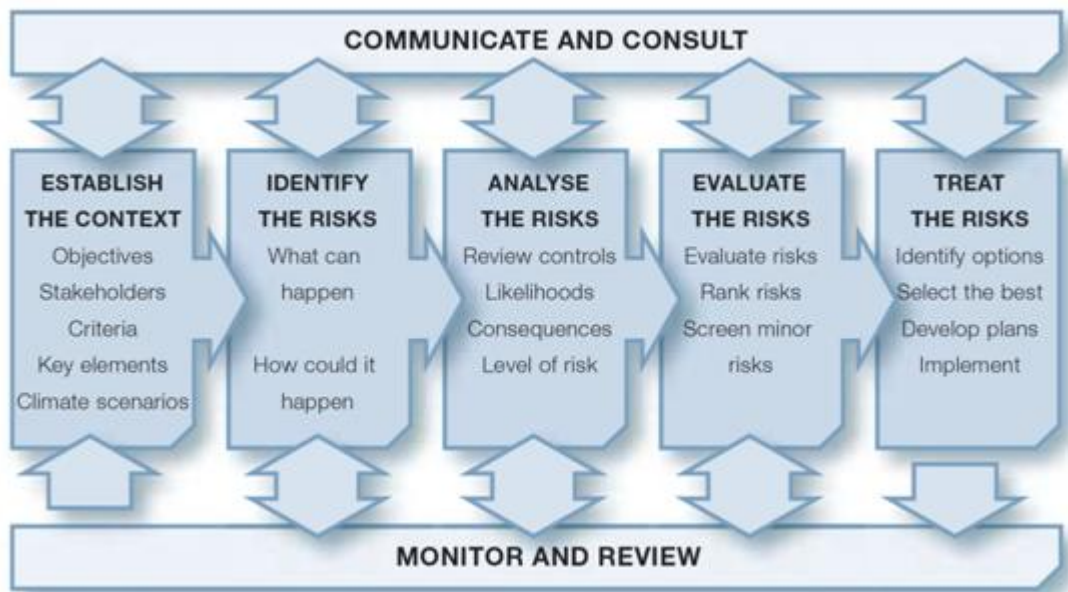 COMMUNICATE AND CONSULT
ESTABLISH
THE CONTEXT
Objectives
Stakeholders
Criteria
Key elements
Climate scenarios
IDENTIFY
THE RISKS
What can
happen
How could it
happen
ANALYSE
THE RISKS
Review controls
Likelihoods
Consequences
Level of risk
EVALUATE
THE RISKS
Evaluate risks
Rank risks
Screen minor
risks
TREAT
THE RISKS
Identify options
Select the best
Develop plans
Implement
MONITOR AND REVIEW